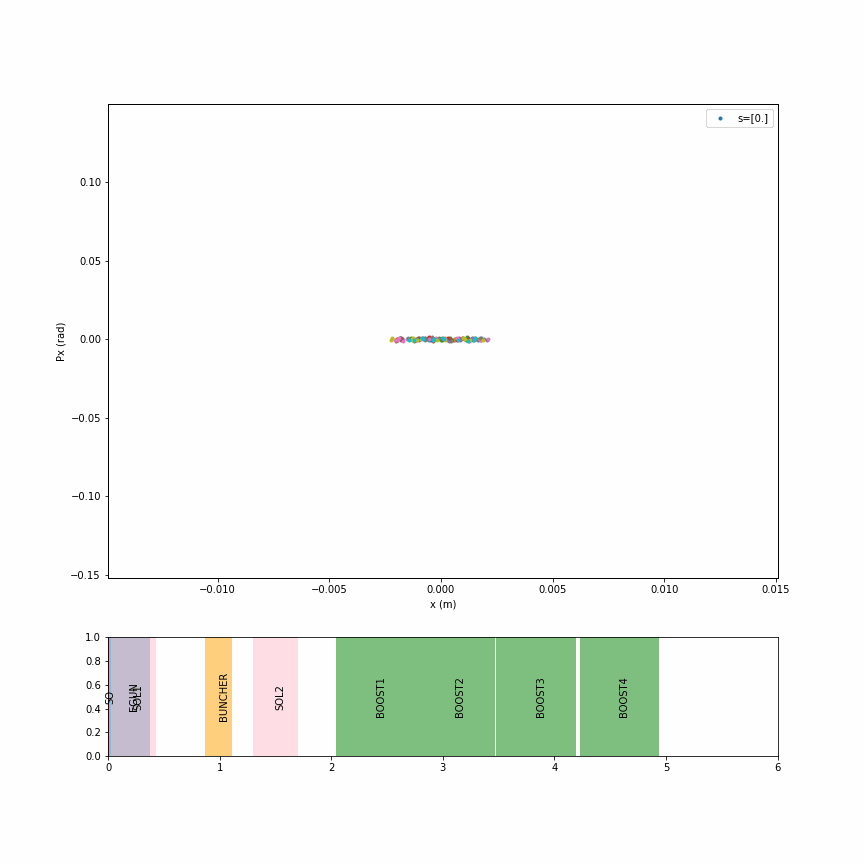 s=[0.]
0.10
0.05
0.00
−0.05
−0.10
−0.15
Px (rad)
−0.010
−0.005
0.000
0.005
0.010
0.015
x (m)
1.0
0.8
0.6
0.4
0.2
0.0
SO
EGUN
SOL1
BUNCHER
SOL2
BOOST1
BOOST2
BOOST3
BOOST4
0
1
2
3
4
5
6